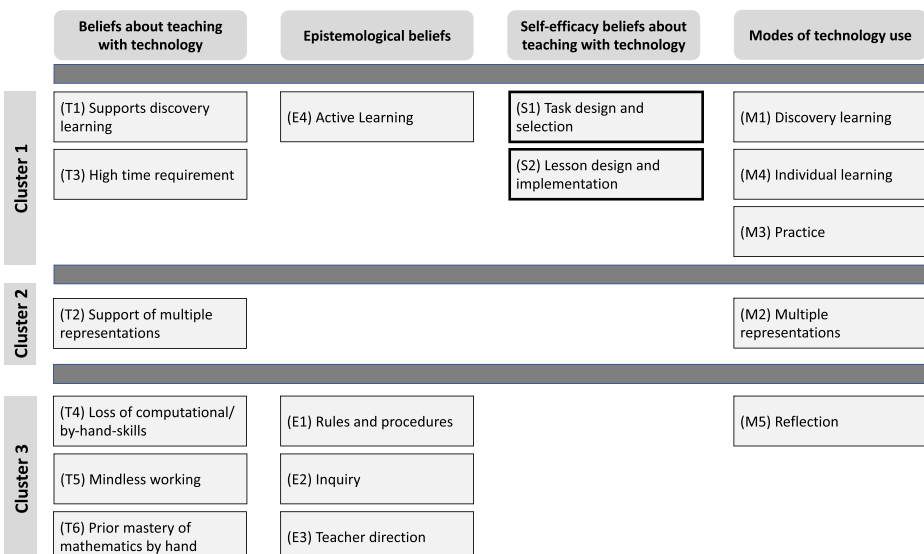 Beliefs about teaching
with technology
Epistemological beliefs
Self-efficacy beliefs about
teaching with technology
Modes of technology use
Cluster 1
(T1) Supports discovery
learning
(E4) Active Learning
(S1) Task design and
selection
(M1) Discovery learning
(T3) High time requirement
(S2) Lesson design and
implementation
(M4) Individual learning
(M3) Practice
Cluster 2
(T2) Support of multiple
representations
(M2) Multiple
representations
Cluster 3
(T4) Loss of computational/
by-hand-skills
(E1) Rules and procedures
(M5) Reflection
(T5) Mindless working
(E2) Inquiry
(T6) Prior mastery of
mathematics by hand
(E3) Teacher direction